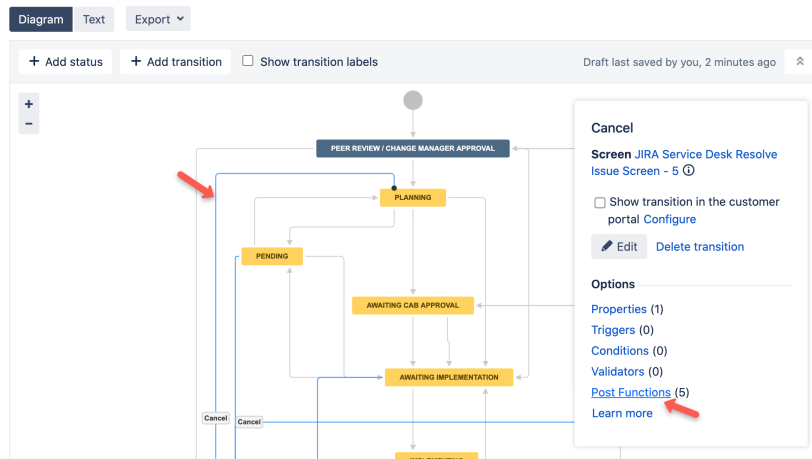 Diagram Text Export
+ Add status + Add transition Show transition labels Draft last saved by you, 2 minutes ago
+
−
Cancel
Screen JIRA Service Desk Resolve
Issue Screen - 5
Show transition in the customer
portal Configure
Edit Delete transition
Options
Properties (1)
Triggers (0)
Conditions (0)
Validators (0)
Post Functions (5)
Learn more
PEER REVIEW / CHANGE MANAGER APPROVAL
PLANNING
PENDING
AWAITING CAB APPROVAL
AWAITING IMPLEMENTATION
Cancel
Cancel